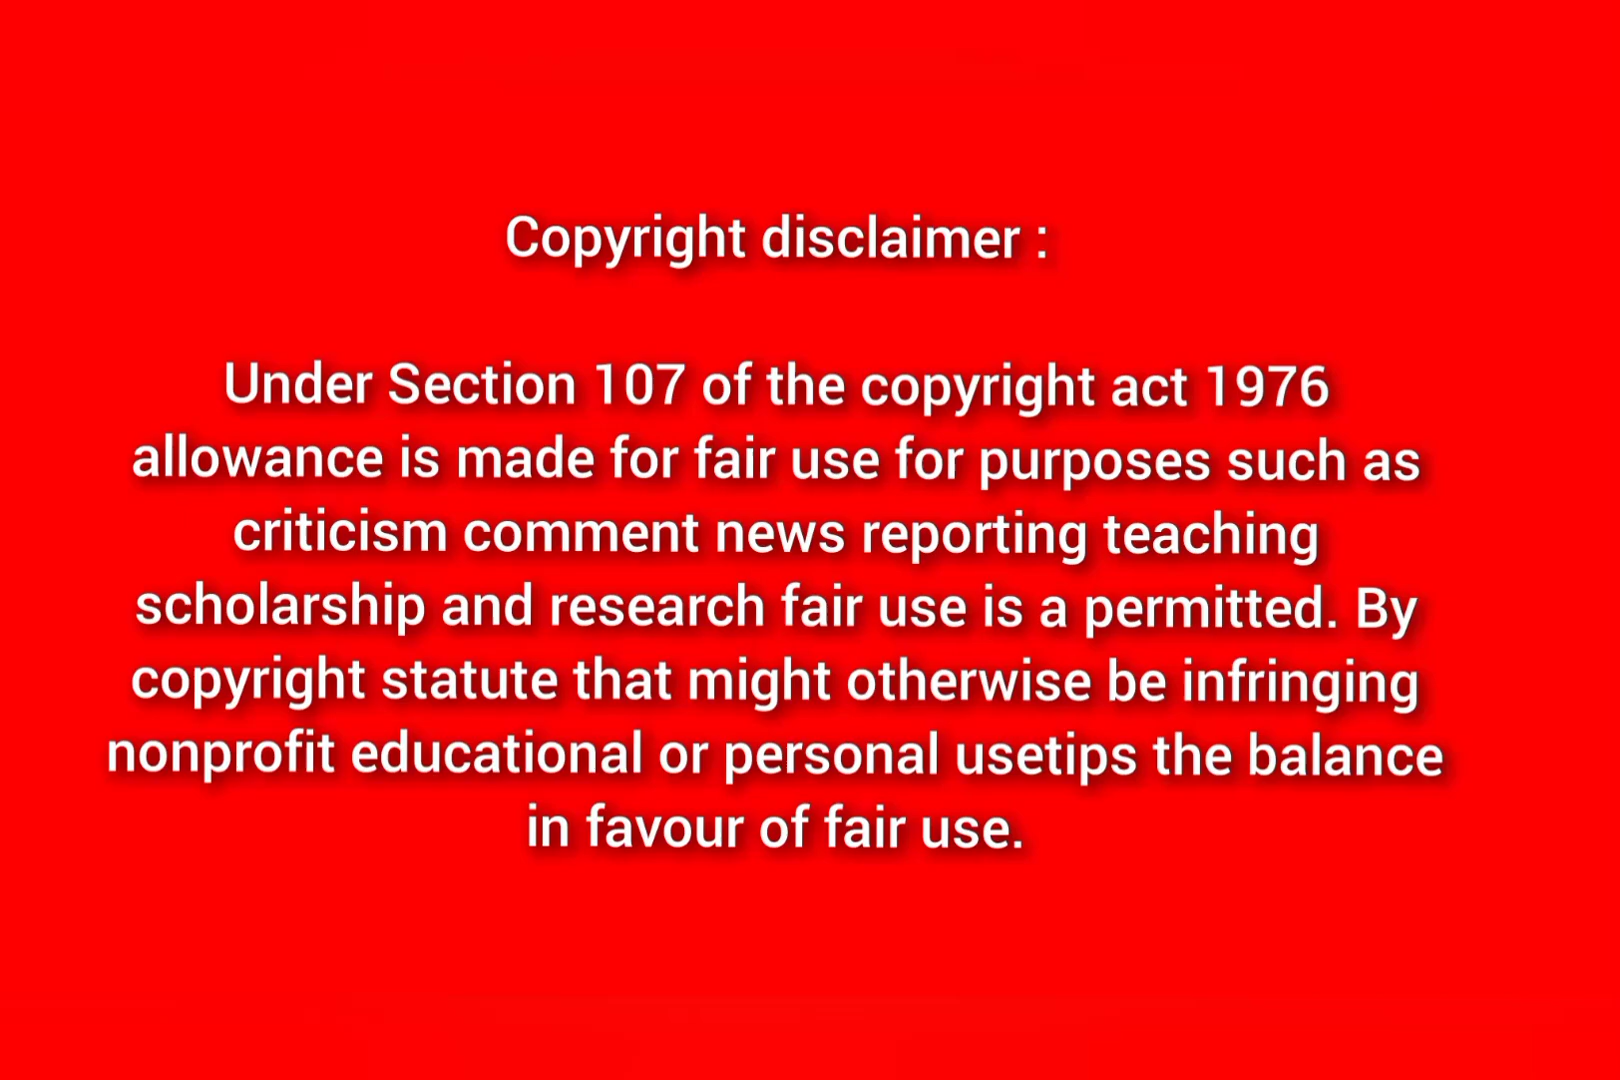 Copyright disclaimer :
Under Section 107 of the copyright act 1976
allowance is made for fair use for purposes such as
criticism comment news reporting teaching
scholarship and research fair use is a permitted. By
copyright statute that might otherwise be infringing
nonprofit educational or personal usetips the balance
in favour of fair use.